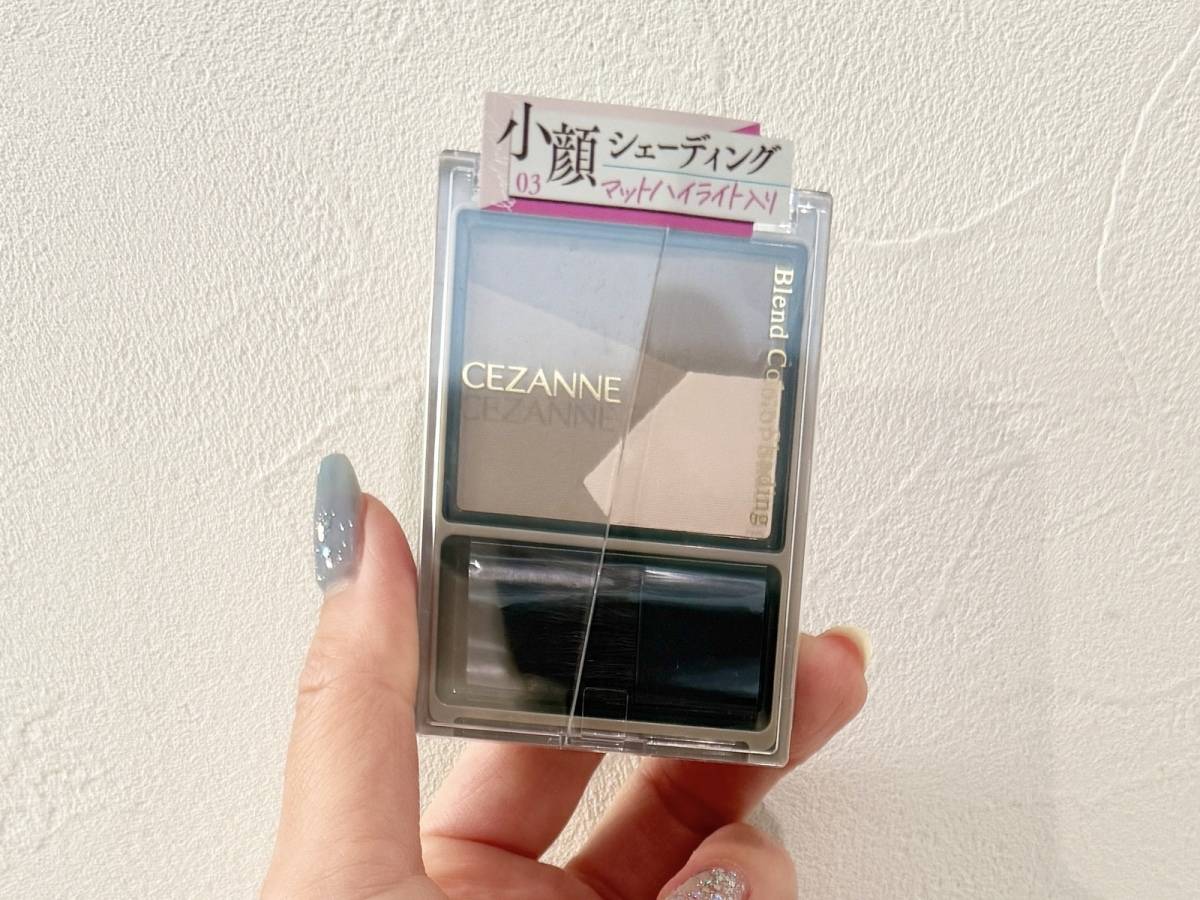 小顔 シェーディング
03 マットハイライト入り
CEZANNE
Blend Color Shading